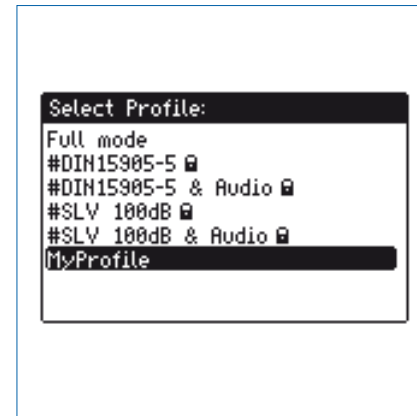 Select Profile:
Full mode
#DIN15905-5
#DIN15905-5 & Audio
#SLV 100dB
#SLV 100dB & Audio
MyProfile